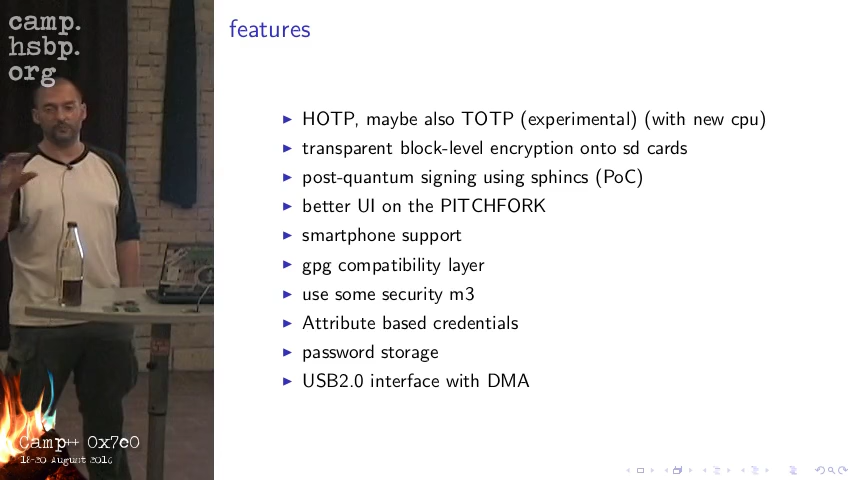 camp.
hsbp.
org
features
HOTP, maybe also TOTP (experimental) (with new cpu)
transparent block-level encryption onto sd cards
post-quantum signing using sphincs (PoC)
better UI on the PITCHFORK
smartphone support
gpg compatibility layer
use some security m3
Attribute based credentials
password storage
USB2.0 interface with DMA
Camp++ 0x7e0
18-20 August 2016